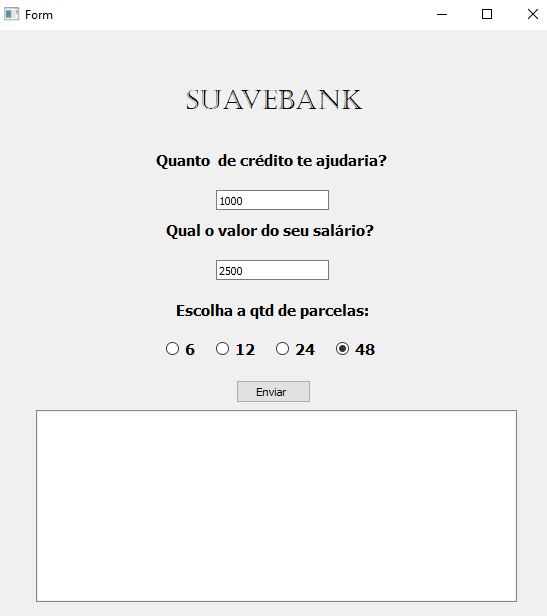 Form
SUAVEBANK
Quanto  de crédito te ajudaria?
1000
Qual o valor do seu salário?
2500
Escolha a qtd de parcelas:
6 12 24 48
Enviar